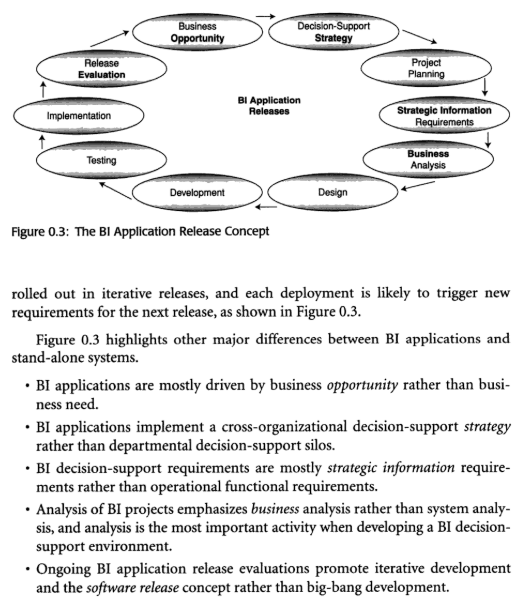 Business
Opportunity
Decision-Support
Strategy
Release
Evaluation
Project
Planning
BI Application
Releases
Implementation
Strategic Information
Requirements
Testing
Business
Analysis
Development
Design
Figure 0.3: The BI Application Release Concept
rolled out in iterative releases, and each deployment is likely to trigger new
requirements for the next release, as shown in Figure 0.3.
Figure 0.3 highlights other major differences between BI applications and
stand-alone systems.
• BI applications are mostly driven by business opportunity rather than busi-
ness need.
• BI applications implement a cross-organizational decision-support strategy
rather than departmental decision-support silos.
• BI decision-support requirements are mostly strategic information require-
ments rather than operational functional requirements.
• Analysis of BI projects emphasizes business analysis rather than system analy-
sis, and analysis is the most important activity when developing a BI decision-
support environment.
• Ongoing BI application release evaluations promote iterative development
and the software release concept rather than big-bang development.